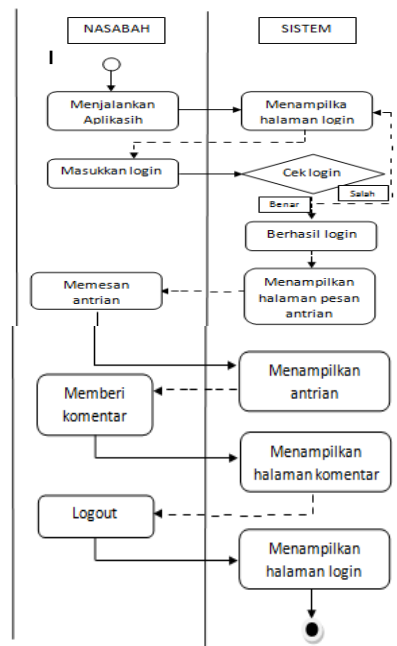 NASABAH
SISTEM
I
Menjalankan
Aplikasih
Menampilka
halaman login
Masukkan login
Cek login
Salah
Benar
Berhasil login
Memesan
antrian
Menampilkan
halaman pesan
antrian
Menampilkan
antrian
Memberi
komentar
Menampilkan
halaman komentar
Logout
Menampilkan
halaman login